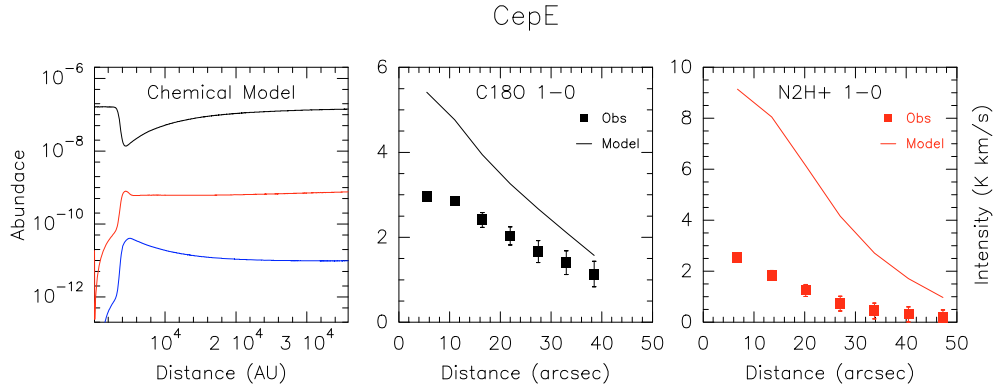 CepE
Chemical Model
Abundace
10^-6
10^-8
10^-10
10^-12
10^4
2 10^4
3 10^4
Distance (AU)
C18O 1-0
Obs
Model
6
4
2
0
0 10 20 30 40 50
Distance (arcsec)
N2H+ 1-0
Obs
Model
10
8
6
4
2
0
0 10 20 30 40 50
Distance (arcsec)
Intensity (K km/s)